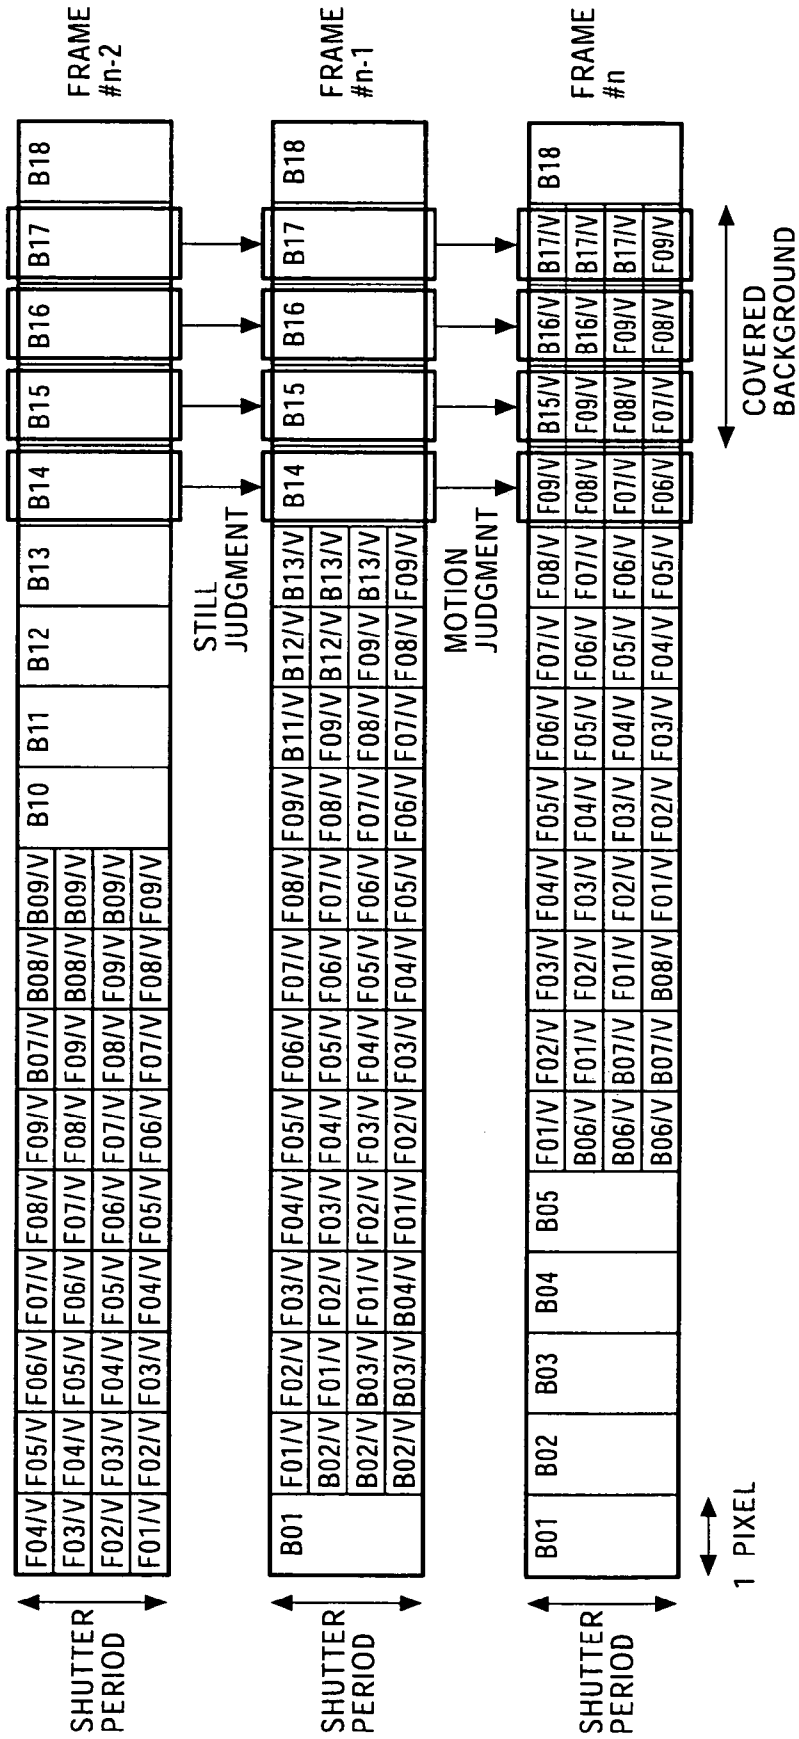 SHUTTER
PERIOD
F04/V F05/V F06/V F07/V F08/V F09/V B07/V B08/V B09/V B10 B11 B12 B13 B14 B15 B16 B17 B18
F03/V F04/V F05/V F06/V F07/V F08/V F09/V B08/V B09/V
F02/V F03/V F04/V F05/V F06/V F07/V F08/V F09/V B09/V
F01/V F02/V F03/V F04/V F05/V F06/V F07/V F08/V F09/V
FRAME
#n-2
STILL
JUDGMENT
SHUTTER
PERIOD
B01 F01/V F02/V F03/V F04/V F05/V F06/V F07/V F08/V F09/V B11/V B12/V B13/V B14 B15 B16 B17 B18
B02/V F01/V F02/V F03/V F04/V F05/V F06/V F07/V F08/V F09/V B12/V B13/V
B02/V B03/V F01/V F02/V F03/V F04/V F05/V F06/V F07/V F08/V F09/V B13/V
B02/V B03/V B04/V F01/V F02/V F03/V F04/V F05/V F06/V F07/V F08/V F09/V
FRAME
#n-1
MOTION
JUDGMENT
SHUTTER
PERIOD
B01 B02 B03 B04 B05 F01/V F02/V F03/V F04/V F05/V F06/V F07/V F08/V F09/V B15/V B16/V B17/V B18
B06/V F01/V F02/V F03/V F04/V F05/V F06/V F07/V F08/V F09/V B16/V B17/V
B06/V B07/V F01/V F02/V F03/V F04/V F05/V F06/V F07/V F08/V F09/V B17/V
B06/V B07/V B08/V F01/V F02/V F03/V F04/V F05/V F06/V F07/V F08/V F09/V
FRAME
#n
1 PIXEL
COVERED
BACKGROUND